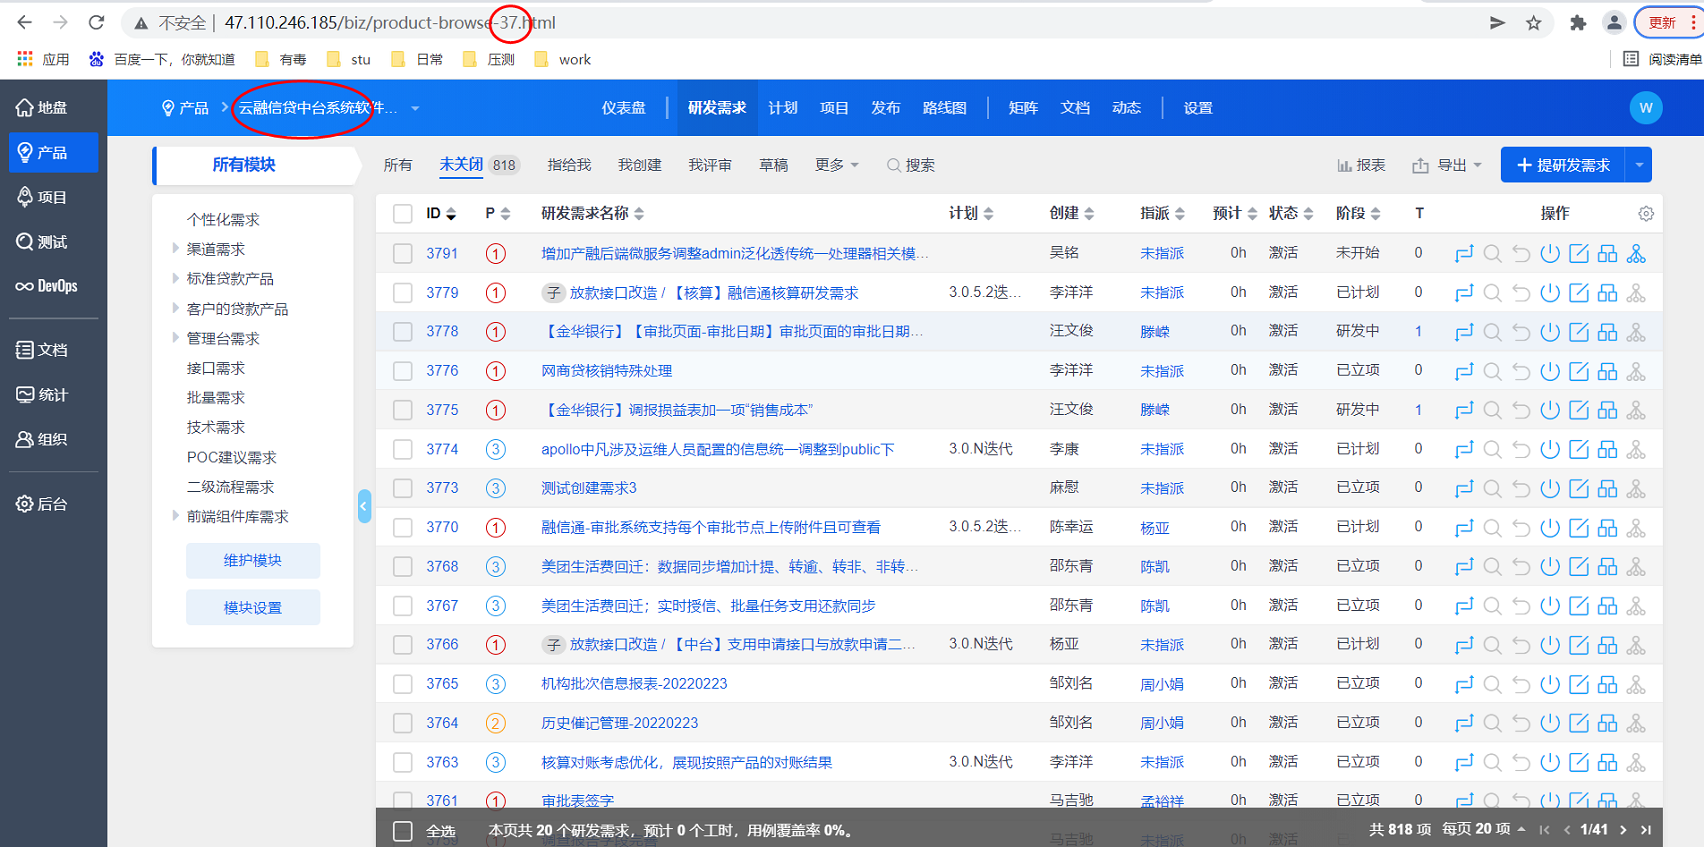 不安全 | 47.110.246.185/biz/product-browse-37.html 更新
应用 百度一下，你就知道 有毒 stu 日常 压测 work 阅读清单
地盘 产品 云融信贷中台系统软件... 仪表盘 研发需求 计划 项目 发布 路线图 矩阵 文档 动态 设置 W
产品
项目
测试
DevOps
文档
统计
组织
后台
所有模块
个性化需求
渠道需求
标准贷款产品
客户的贷款产品
管理台需求
接口需求
批量需求
技术需求
POC建议需求
二级流程需求
前端组件库需求
维护模块
模块设置
所有 未关闭 818 指给我 我创建 我评审 草稿 更多 搜索 报表 导出 + 提研发需求
ID P 研发需求名称 计划 创建 指派 预计 状态 阶段 T 操作
3791 1 增加产融后端微服务调整admin泛化透传统一处理器相关模... 吴铭 未指派 0h 激活 未开始 0
3779 1 子 放款接口改造 / 【核算】融信通核算研发需求 3.0.5.2迭... 李洋洋 未指派 0h 激活 已计划 0
3778 1 【金华银行】【审批页面-审批日期】审批页面的审批日期... 汪文俊 滕嵘 0h 激活 研发中 1
3776 1 网商贷核销特殊处理 李洋洋 未指派 0h 激活 已立项 0
3775 1 【金华银行】调报损益表加一项“销售成本” 汪文俊 滕嵘 0h 激活 研发中 1
3774 3 apollo中凡涉及运维人员配置的信息统一调整到public下 3.0.N迭代 李康 未指派 0h 激活 已计划 0
3773 3 测试创建需求3 麻慰 未指派 0h 激活 已立项 0
3770 1 融信通-审批系统支持每个审批节点上传附件且可查看 3.0.5.2迭... 陈幸运 杨亚 0h 激活 已计划 0
3768 3 美团生活费回迁：数据同步增加计提、转逾、转非、非转... 邵东青 陈凯 0h 激活 已立项 0
3767 3 美团生活费回迁；实时授信、批量任务支用还款同步 邵东青 陈凯 0h 激活 已立项 0
3766 1 子 放款接口改造 / 【中台】支用申请接口与放款申请二... 3.0.N迭代 杨亚 未指派 0h 激活 已计划 0
3765 3 机构批次信息报表-20220223 邹刘名 周小娟 0h 激活 已立项 0
3764 2 历史催记管理-20220223 邹刘名 周小娟 0h 激活 已立项 0
3763 3 核算对账考虑优化，展现按照产品的对账结果 3.0.N迭代 李洋洋 未指派 0h 激活 已立项 0
3761 1 审批表签字 马吉驰 孟裕祥 0h 激活 已立项 0
全选 本页共 20 个研发需求，预计 0 个工时，用例覆盖率 0%。 共 818 项 每页 20 项 1/41